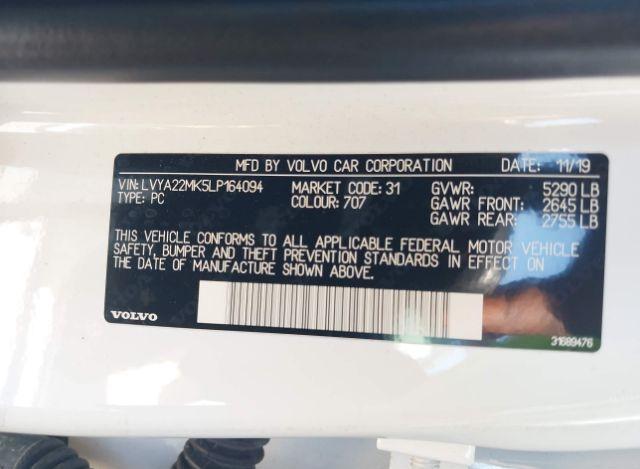 MFD BY VOLVO CAR CORPORATION DATE: 11/19
VIN: LVYA22MK5LP164094 MARKET CODE: 31 GVWR: 5290 LB
TYPE: PC COLOUR: 707 GAWR FRONT: 2645 LB
GAWR REAR: 2755 LB
THIS VEHICLE CONFORMS TO ALL APPLICABLE FEDERAL MOTOR VEHICLE
SAFETY, BUMPER AND THEFT PREVENTION STANDARDS IN EFFECT ON
THE DATE OF MANUFACTURE SHOWN ABOVE.
VOLVO 31689476